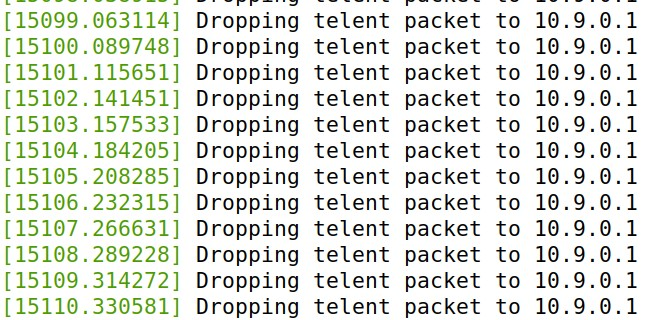 [15099.063114] Dropping telent packet to 10.9.0.1
[15100.089748] Dropping telent packet to 10.9.0.1
[15101.115651] Dropping telent packet to 10.9.0.1
[15102.141451] Dropping telent packet to 10.9.0.1
[15103.157533] Dropping telent packet to 10.9.0.1
[15104.184205] Dropping telent packet to 10.9.0.1
[15105.208285] Dropping telent packet to 10.9.0.1
[15106.232315] Dropping telent packet to 10.9.0.1
[15107.266631] Dropping telent packet to 10.9.0.1
[15108.289228] Dropping telent packet to 10.9.0.1
[15109.314272] Dropping telent packet to 10.9.0.1
[15110.330581] Dropping telent packet to 10.9.0.1